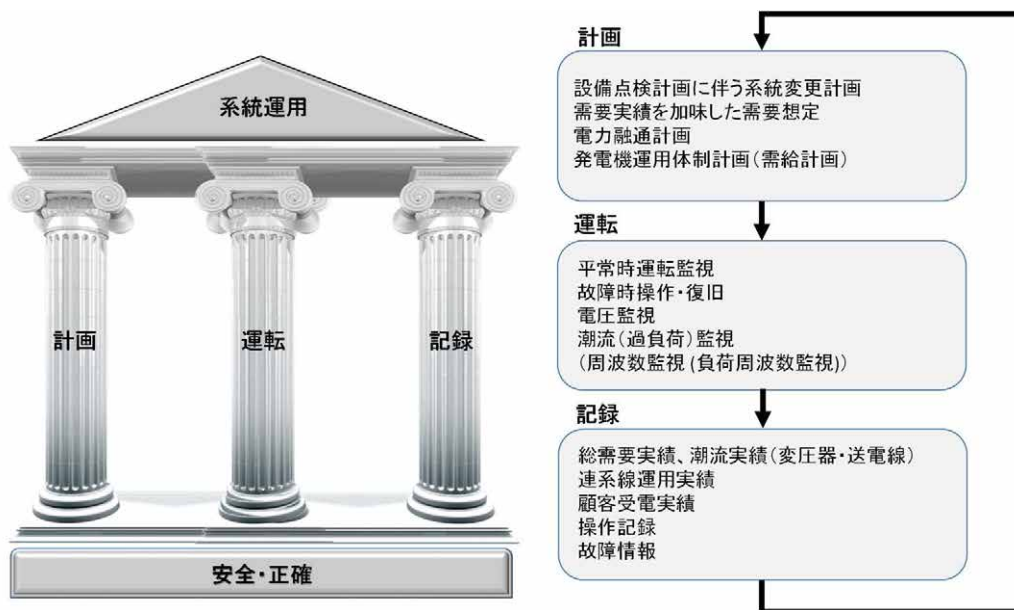 系統運用
計画
運転
記録
安全・正確
計画
設備点検計画に伴う系統変更計画
需要実績を加味した需要想定
電力融通計画
発電機運用体制計画(需給計画)
運転
平常時運転監視
故障時操作・復旧
電圧監視
潮流(過負荷)監視
(周波数監視(負荷周波数監視))
記録
総需要実績、潮流実績(変圧器・送電線)
連系線運用実績
顧客受電実績
操作記録
故障情報